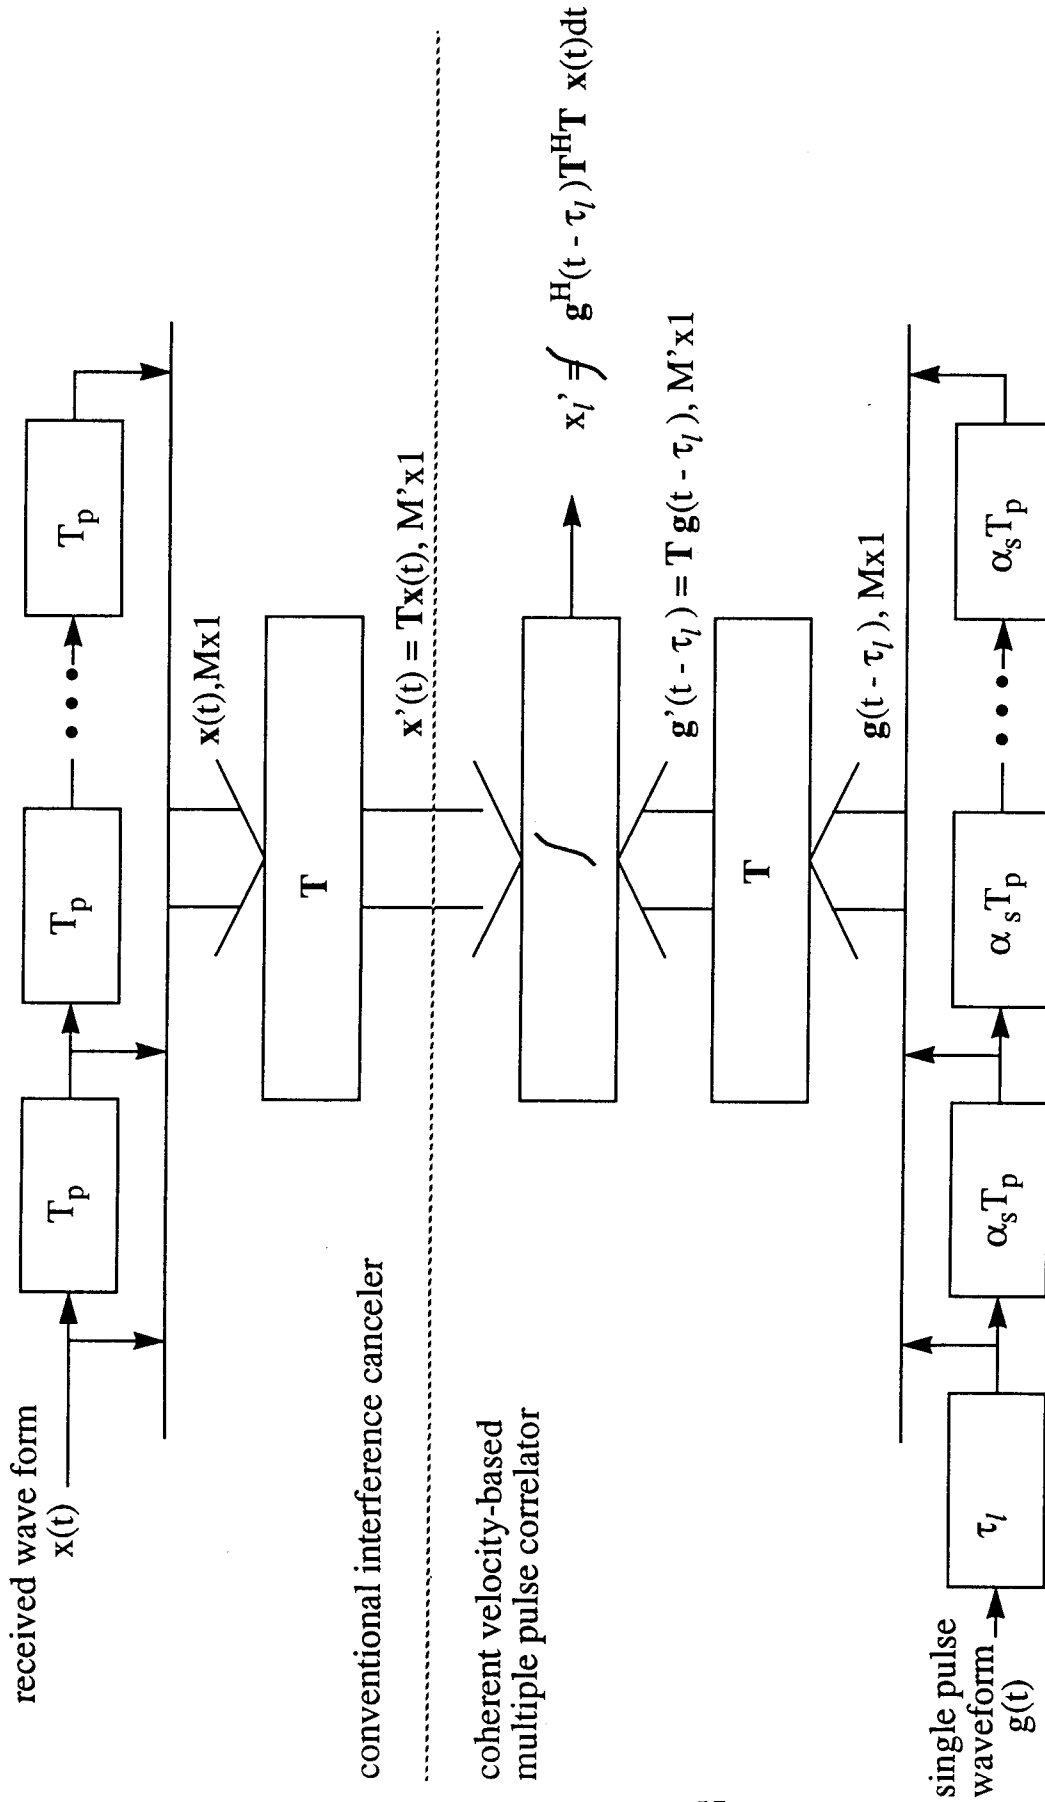 received wave form
x(t)
T_p
T_p
• • •
T_p
x(t),Mx1
T
conventional interference canceler
x'(t) = Tx(t), M'x1
coherent velocity-based
multiple pulse correlator
∫
x_l' = ∫ g^H(t - τ_l)T^HT x(t)dt
g'(t - τ_l) = T g(t - τ_l), M'x1
T
g(t - τ_l), Mx1
single pulse
waveform
g(t)
τ_l
α_sT_p
α_sT_p
• • •
α_sT_p